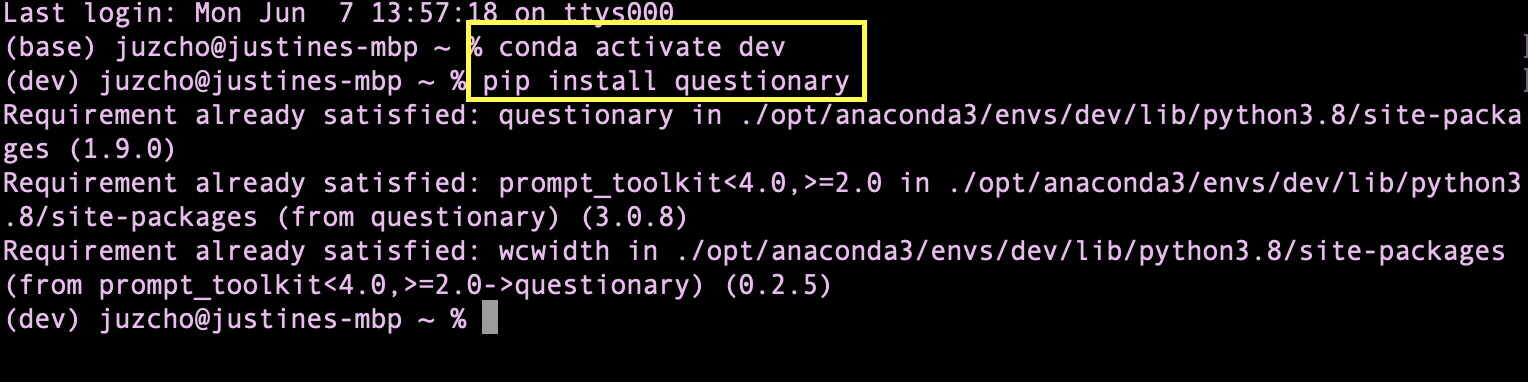 Last login: Mon Jun  7 13:57:18 on ttys000
(base) juzcho@justines-mbp ~ % conda activate dev
(dev) juzcho@justines-mbp ~ % pip install questionary
Requirement already satisfied: questionary in ./opt/anaconda3/envs/dev/lib/python3.8/site-packa
ges (1.9.0)
Requirement already satisfied: prompt_toolkit<4.0,>=2.0 in ./opt/anaconda3/envs/dev/lib/python3
.8/site-packages (from questionary) (3.0.8)
Requirement already satisfied: wcwidth in ./opt/anaconda3/envs/dev/lib/python3.8/site-packages
(from prompt_toolkit<4.0,>=2.0->questionary) (0.2.5)
(dev) juzcho@justines-mbp ~ %